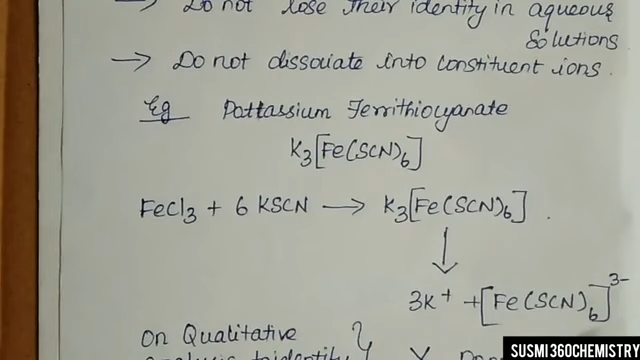 → Do not lose their identity in aqueous
solutions
→ Do not dissociate into constituent ions.
Eg Pottassium Ferrithiocyanate
K₃[Fe(SCN)₆]
FeCl₃ + 6 KSCN → K₃[Fe(SCN)₆].
↓
3K⁺ + [Fe(SCN)₆]³⁻
On Qualitative
SUSMI360CHEMISTRY